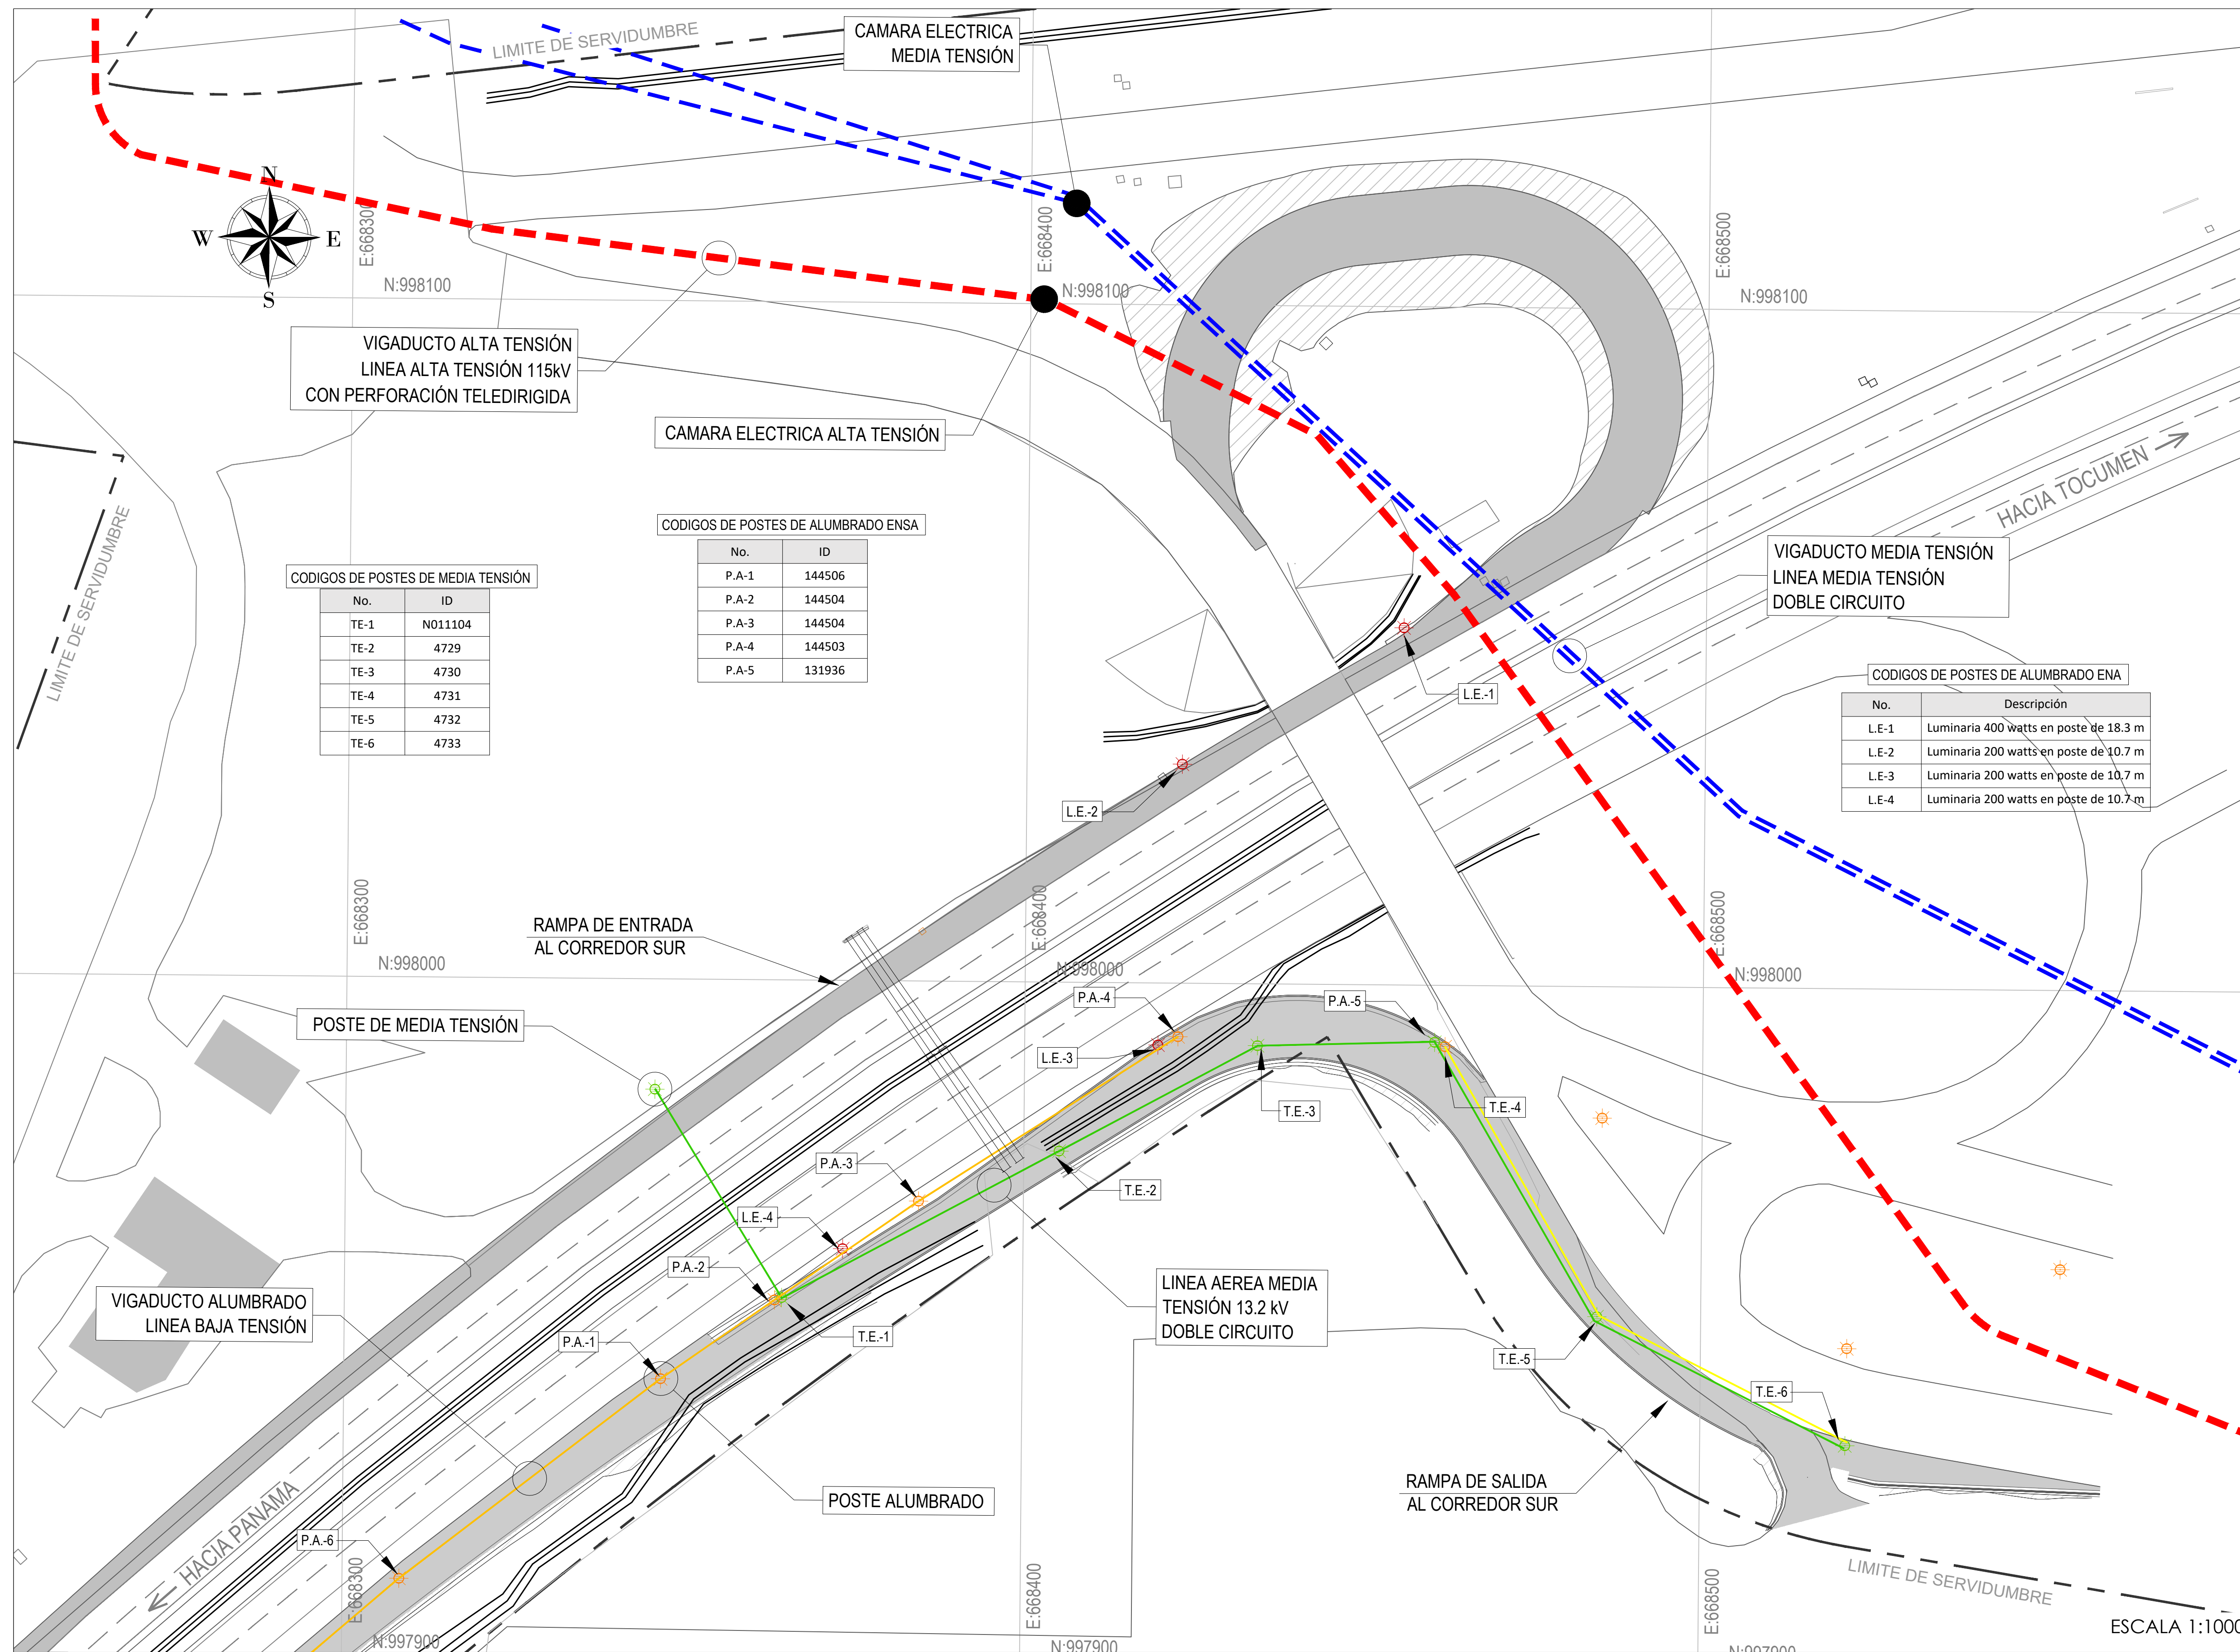 LIMITE DE SERVIDUMBRE
CAMARA ELECTRICA
MEDIA TENSIÓN
N
W
E
S
E:668300
E:668400
E:668500
N:998100
N:998100
N:998100
VIGADUCTO ALTA TENSIÓN
LINEA ALTA TENSIÓN 115kV
CON PERFORACIÓN TELEDIRIGIDA
CAMARA ELECTRICA ALTA TENSIÓN
HACIA TOCUMEN
LIMITE DE SERVIDUMBRE
CODIGOS DE POSTES DE MEDIA TENSIÓN
No. ID
TE-1 N011104
TE-2 4729
TE-3 4730
TE-4 4731
TE-5 4732
TE-6 4733
CODIGOS DE POSTES DE ALUMBRADO ENSA
No. ID
P.A-1 144506
P.A-2 144504
P.A-3 144504
P.A-4 144503
P.A-5 131936
VIGADUCTO MEDIA TENSIÓN
LINEA MEDIA TENSIÓN
DOBLE CIRCUITO
CODIGOS DE POSTES DE ALUMBRADO ENA
No. Descripción
L.E-1 Luminaria 400 watts en poste de 18.3 m
L.E-2 Luminaria 200 watts en poste de 10.7 m
L.E-3 Luminaria 200 watts en poste de 10.7 m
L.E-4 Luminaria 200 watts en poste de 10.7 m
L.E.-1
L.E.-2
RAMPA DE ENTRADA
AL CORREDOR SUR
E:668300
E:668400
E:668500
N:998000
N:998000
N:998000
POSTE DE MEDIA TENSIÓN
P.A.-4
P.A.-5
L.E.-3
T.E.-3
T.E.-4
P.A.-3
T.E.-2
L.E.-4
P.A.-2
T.E.-1
P.A.-1
VIGADUCTO ALUMBRADO
LINEA BAJA TENSIÓN
LINEA AEREA MEDIA
TENSIÓN 13.2 kV
DOBLE CIRCUITO
T.E.-5
T.E.-6
POSTE ALUMBRADO
RAMPA DE SALIDA
AL CORREDOR SUR
P.A.-6
HACIA PANAMA
LIMITE DE SERVIDUMBRE
E:668300
E:668400
E:668500
N:997900
N:997900
N:997900
ESCALA 1:1000